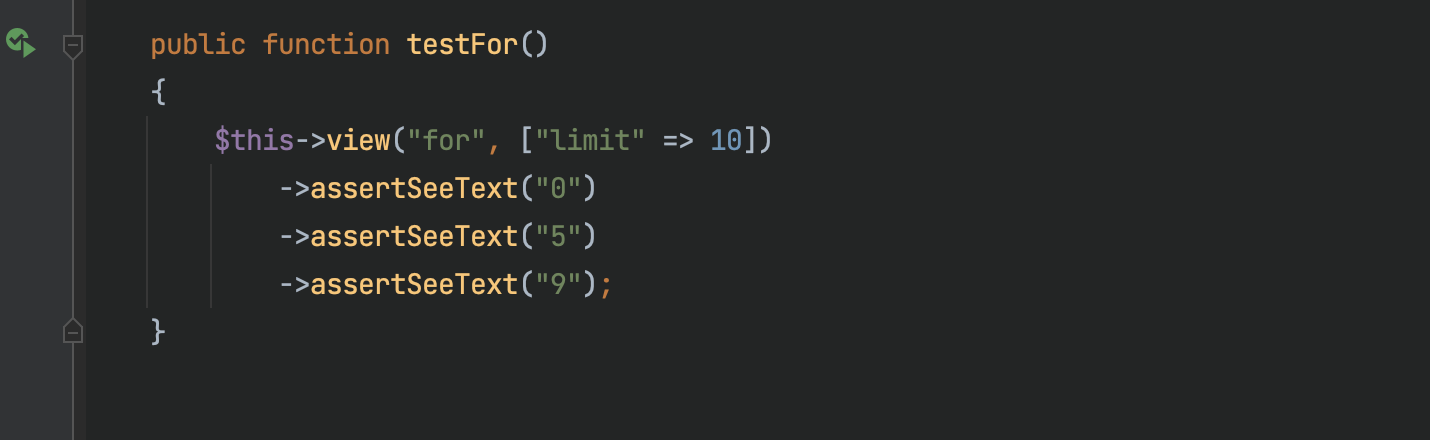 public function testFor()
{
    $this->view("for", ["limit" => 10])
        ->assertSeeText("0")
        ->assertSeeText("5")
        ->assertSeeText("9");
}